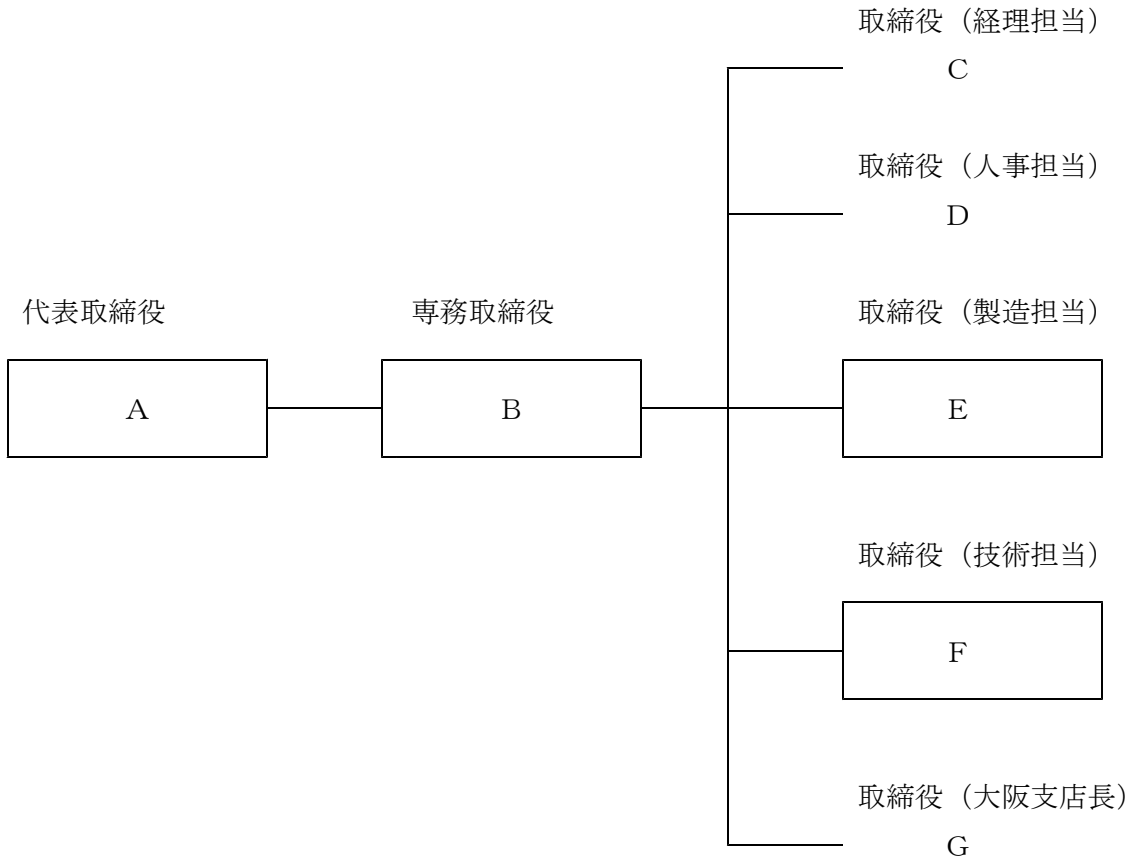 取締役（経理担当）
C
取締役（人事担当）
D
代表取締役
A
専務取締役
B
取締役（製造担当）
E
取締役（技術担当）
F
取締役（大阪支店長）
G